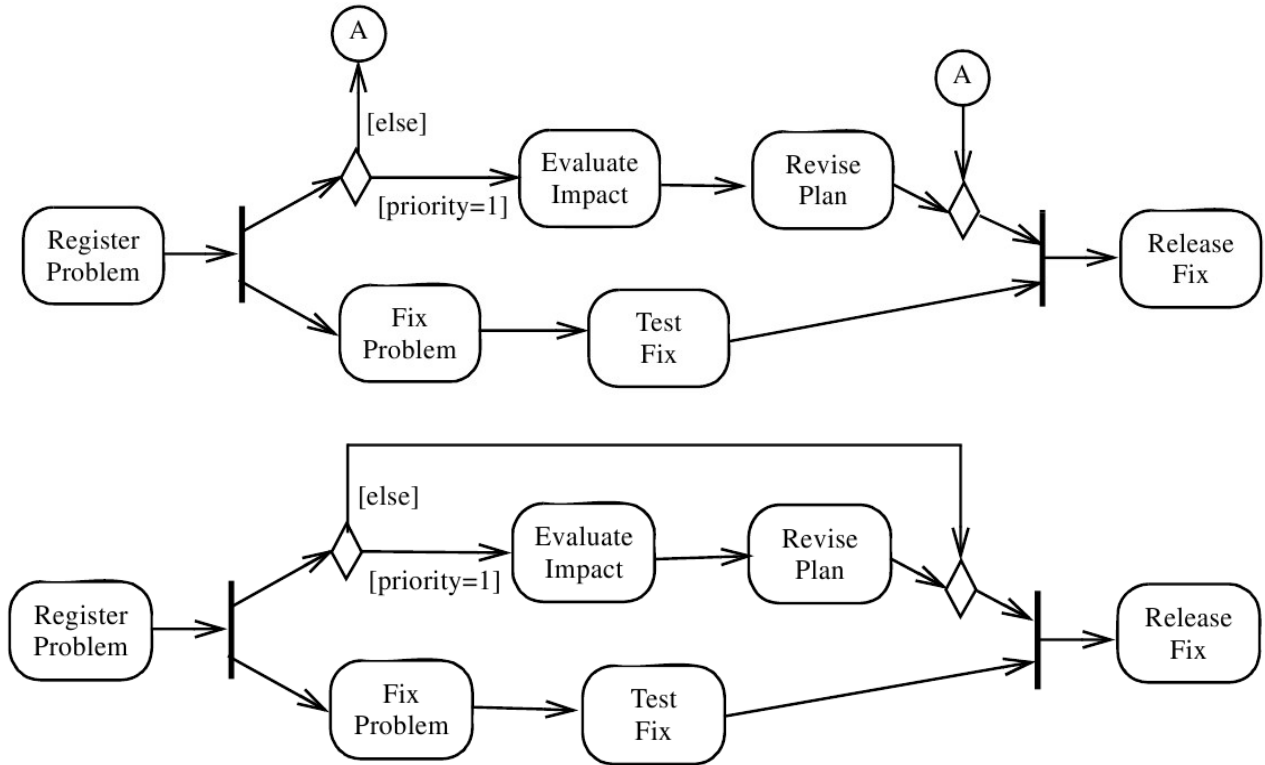 A
A
[else]
Evaluate
Impact
Revise
Plan
[priority=1]
Register
Problem
Release
Fix
Fix
Problem
Test
Fix
[else]
Evaluate
Impact
Revise
Plan
[priority=1]
Register
Problem
Release
Fix
Fix
Problem
Test
Fix